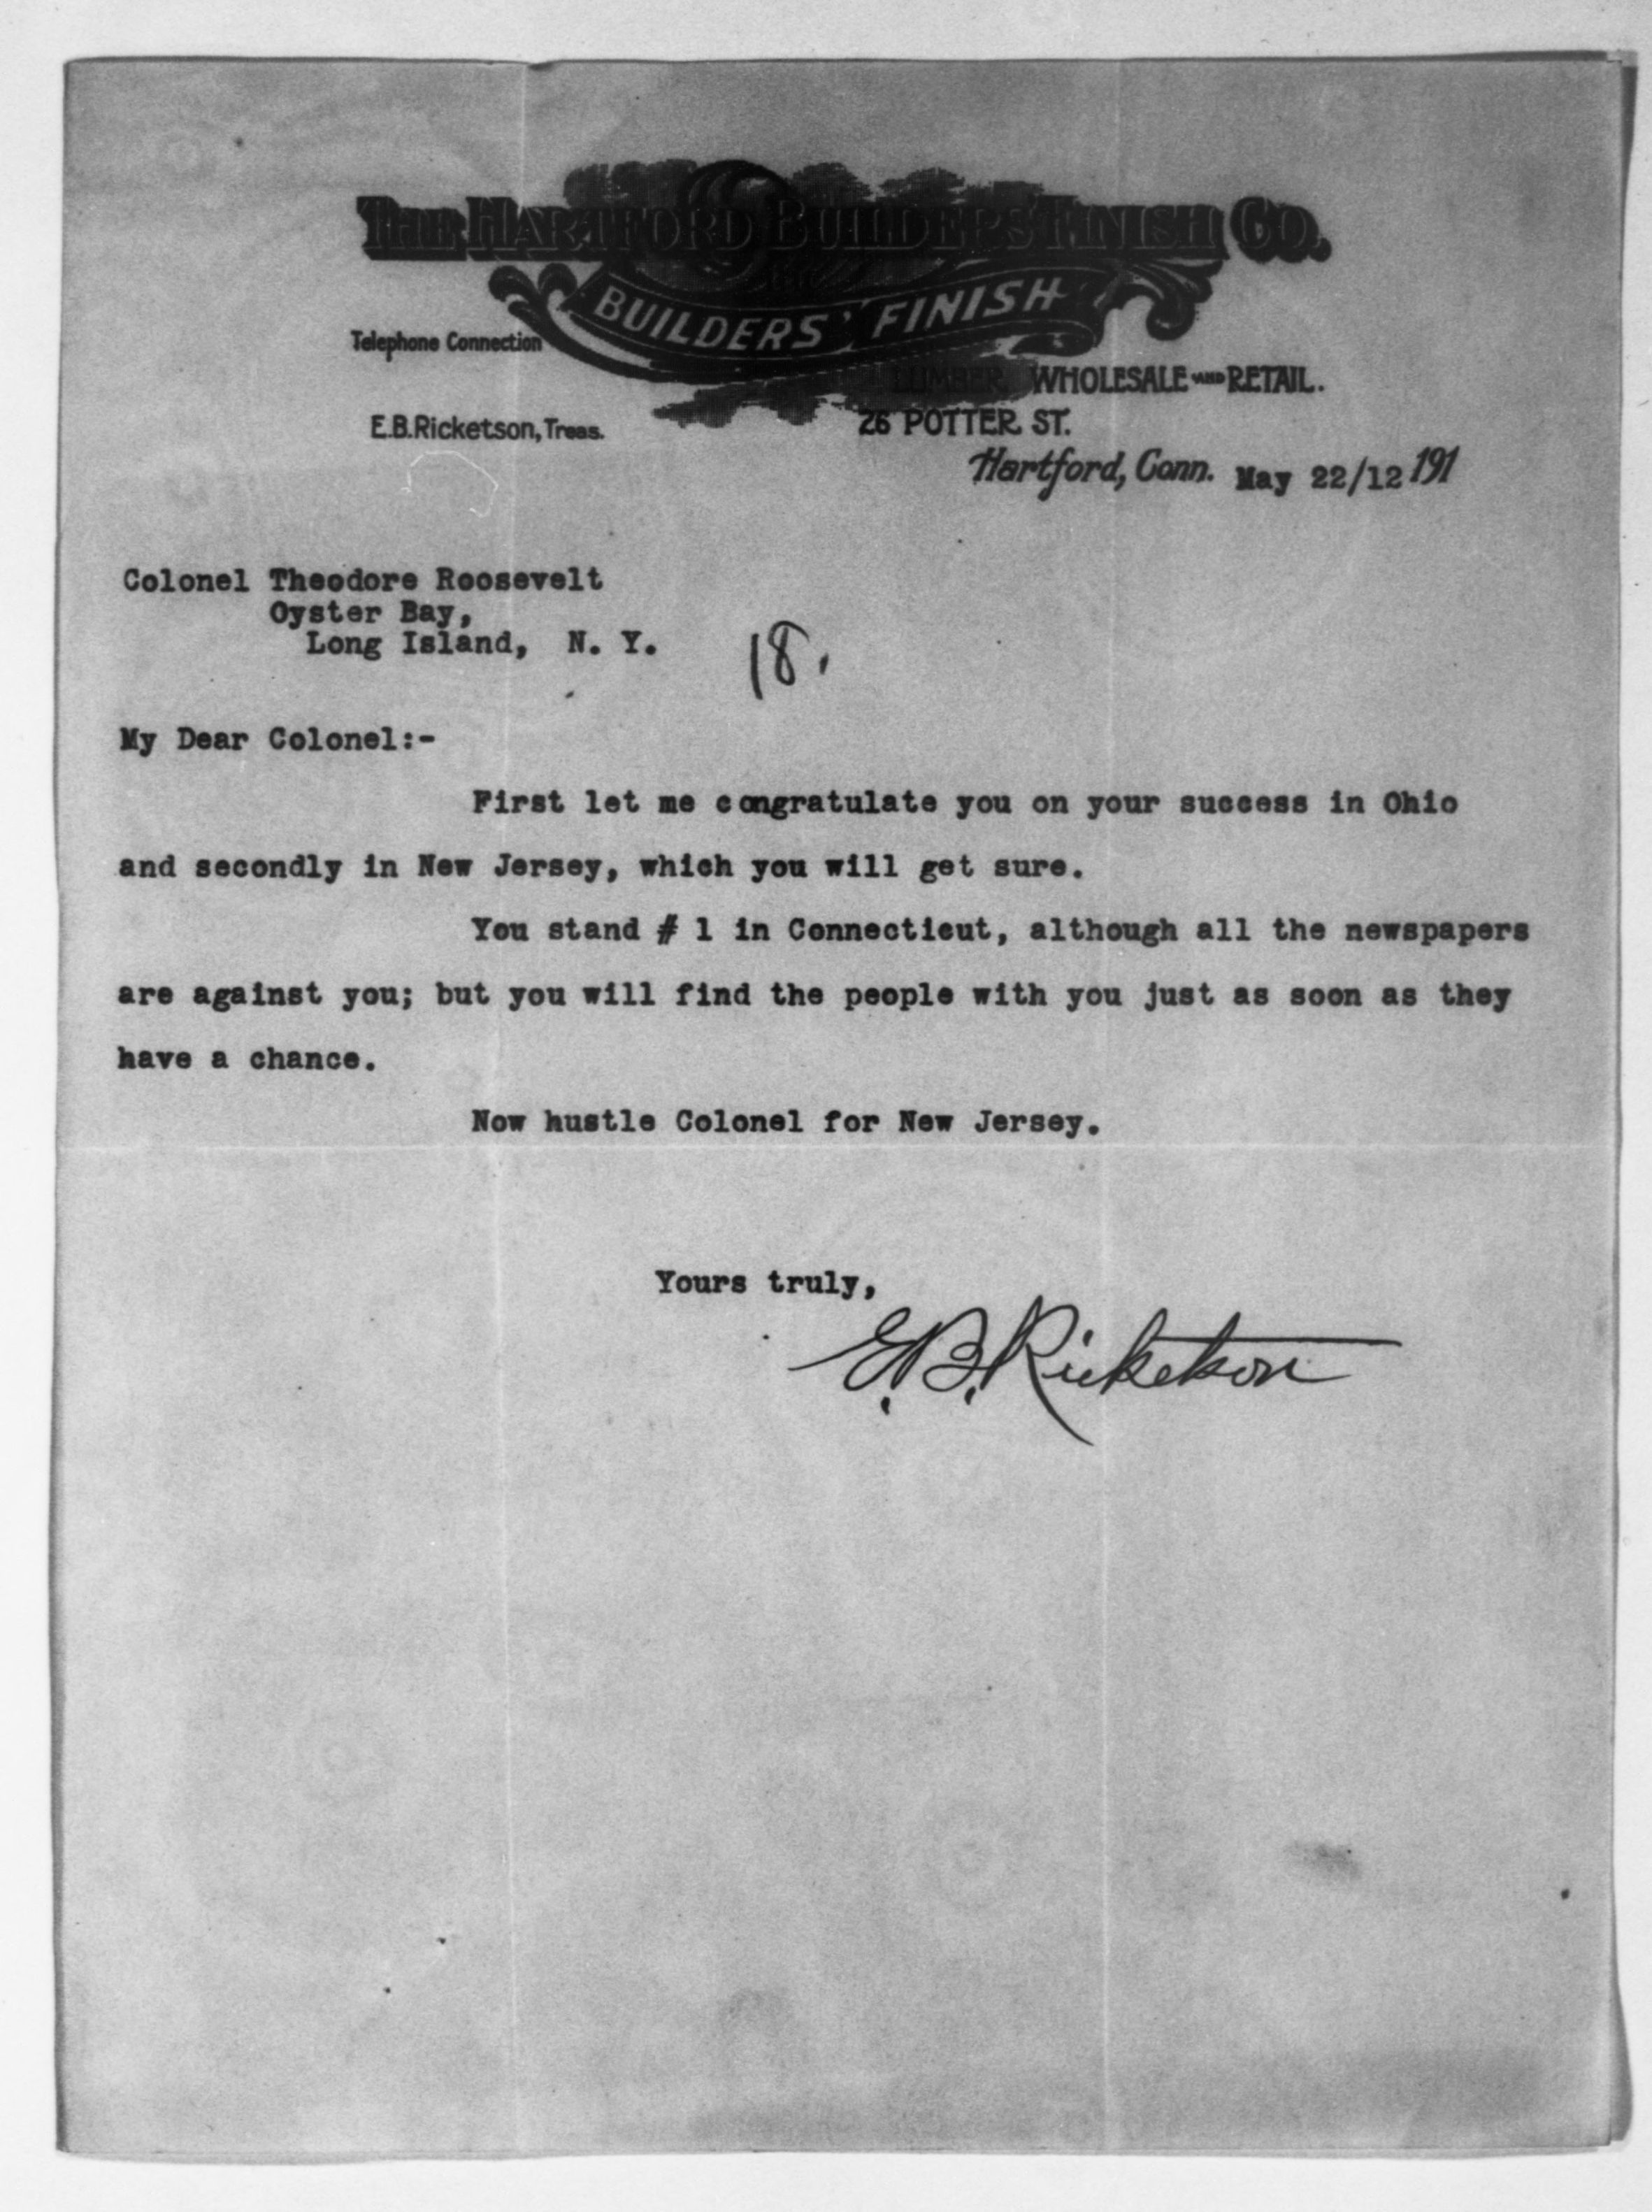 THE HARTFORD BUILDERS FINISH CO.
BUILDERS' FINISH
Telephone Connection
LUMBER, WHOLESALE AND RETAIL.
E.B.Ricketson, Treas.
26 POTTER ST.
Hartford, Conn. May 22/12 191
Colonel Theodore Roosevelt
Oyster Bay,
Long Island, N. Y.
18.
My Dear Colonel:-
First let me congratulate you on your success in Ohio
and secondly in New Jersey, which you will get sure.
You stand # 1 in Connecticut, although all the newspapers
are against you; but you will find the people with you just as soon as they
have a chance.
Now hustle Colonel for New Jersey.
Yours truly,
E.B. Ricketson